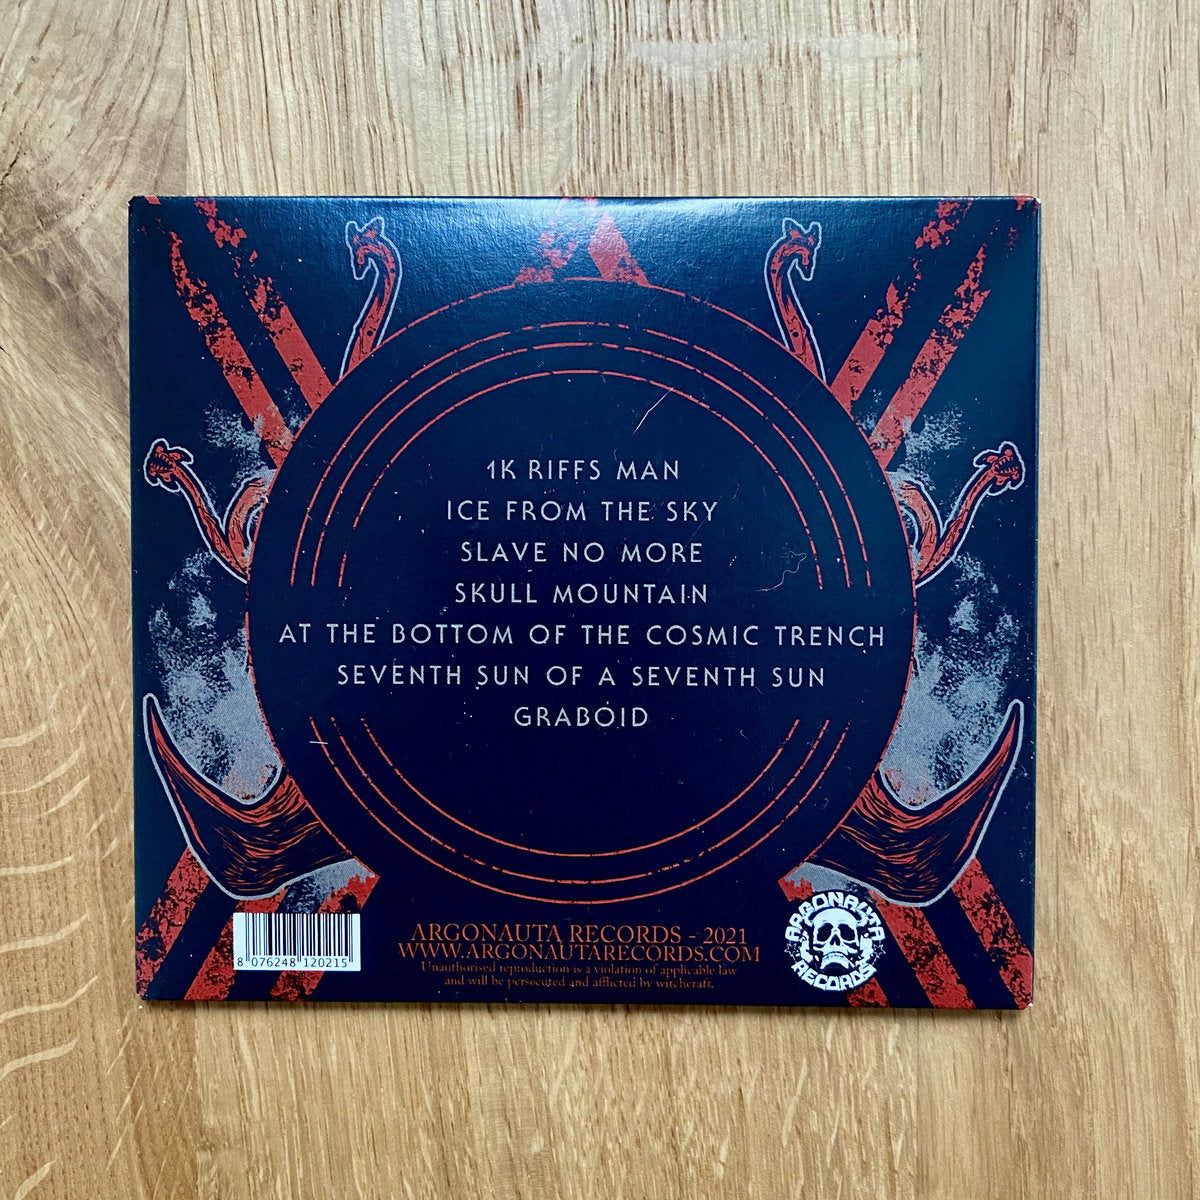 1K RIFFS MAN
ICE FROM THE SKY
SLAVE NO MORE
SKULL MOUNTAIN
AT THE BOTTOM OF THE COSMIC TRENCH
SEVENTH SUN OF A SEVENTH SUN
GRABOID
8 076248 120215
ARGONAUTA RECORDS - 2021
WWW.ARGONAUTARECORDS.COM
Unauthorised reproduction is a violation of applicable law
and will be persecuted and afflicted by witchcraft.
ARGONAUTA
RECORDS